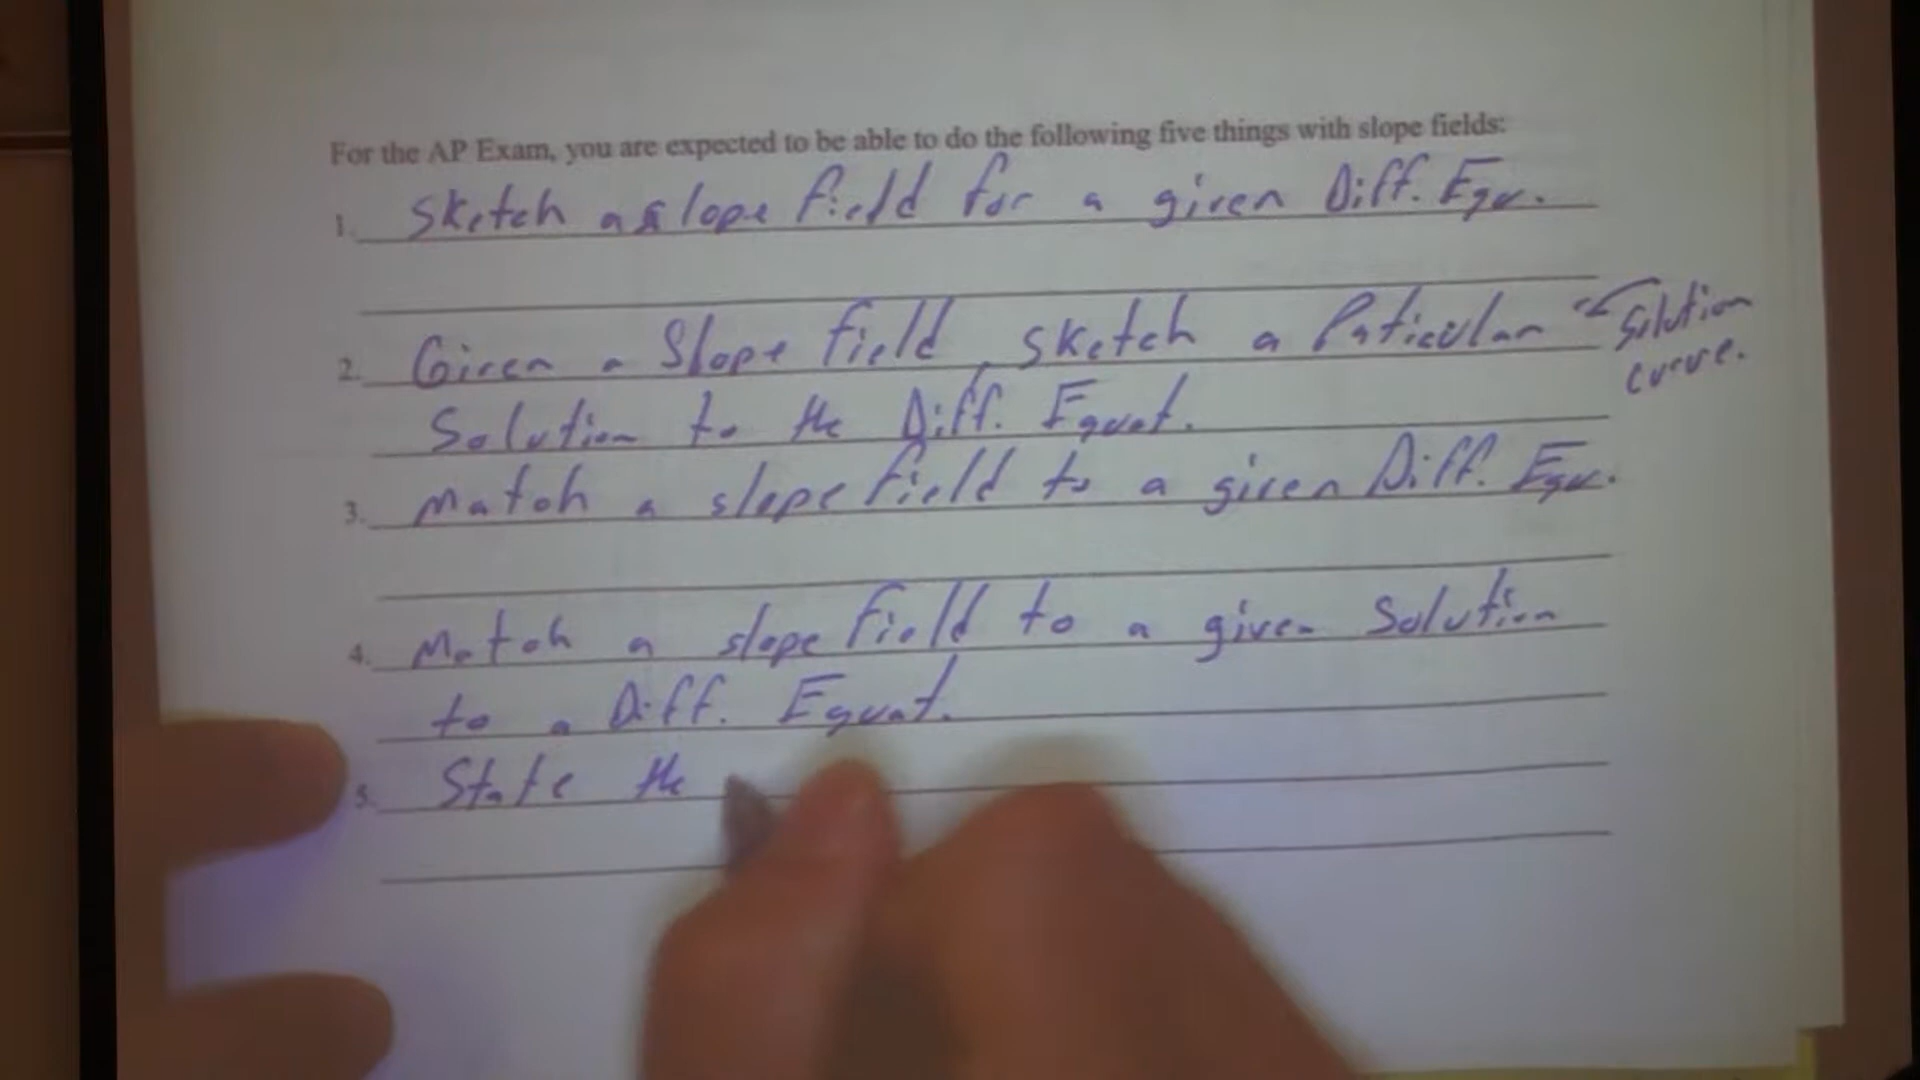 For the AP Exam, you are expected to be able to do the following five things with slope fields:
1. Sketch a slope field for a given Diff. Equ.
2. Given a Slope field, sketch a Paticular
Solution curve.
Solution to the Diff. Equat.
3. Match a slope field to a given Diff. Equ.
4. Match a slope field to a given Solution
to a Diff. Equat.
5. State the